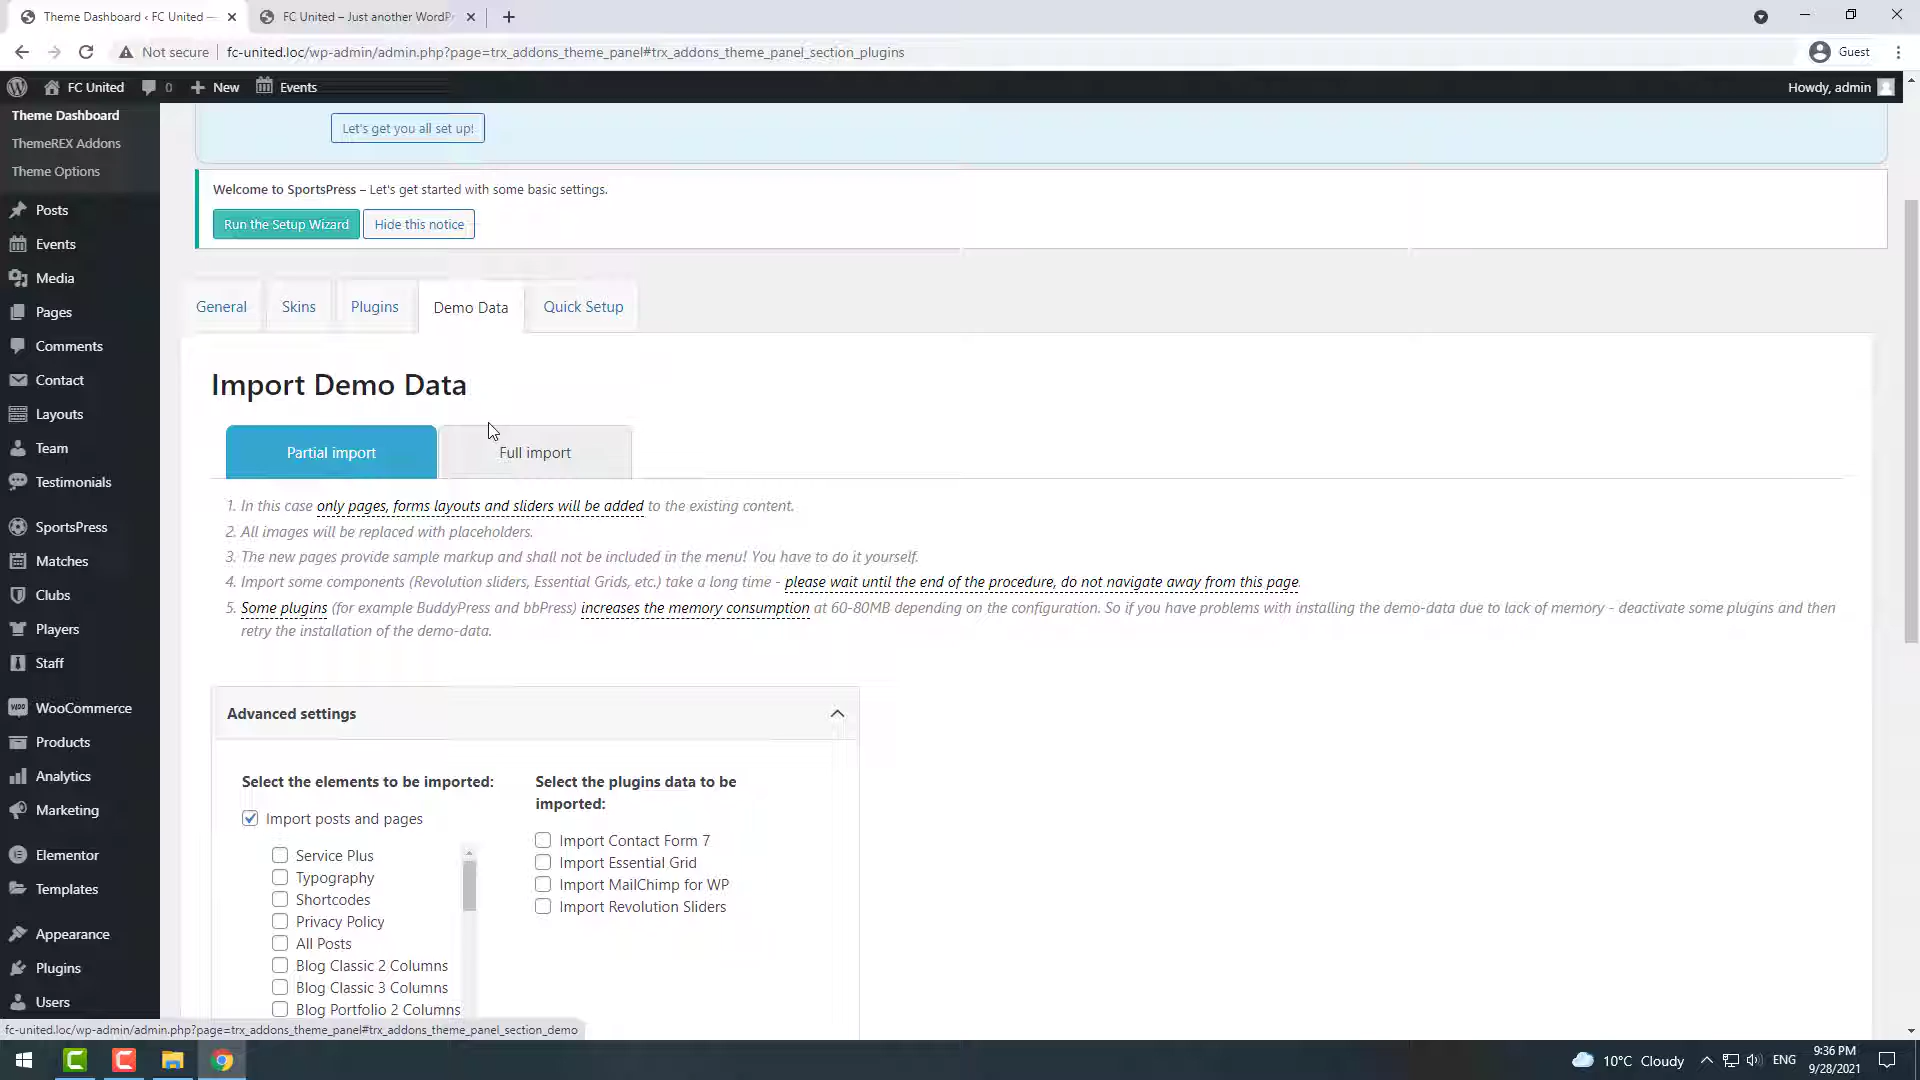 Theme Dashboard ‹ FC United —
FC United – Just another WordPr
Not secure
fc-united.loc/wp-admin/admin.php?page=trx_addons_theme_panel#trx_addons_theme_panel_section_plugins
Guest
FC United
0
New
Events
Howdy, admin
Theme Dashboard
ThemeREX Addons
Theme Options
Posts
Events
Media
Pages
Comments
Contact
Layouts
Team
Testimonials
SportsPress
Matches
Clubs
Players
Staff
WooCommerce
Products
Analytics
Marketing
Elementor
Templates
Appearance
Plugins
Users
Let's get you all set up!
Welcome to SportsPress – Let's get started with some basic settings.
Run the Setup Wizard
Hide this notice
General
Skins
Plugins
Demo Data
Quick Setup
Import Demo Data
Partial import
Full import
1. In this case only pages, forms layouts and sliders will be added to the existing content.
2. All images will be replaced with placeholders.
3. The new pages provide sample markup and shall not be included in the menu! You have to do it yourself.
4. Import some components (Revolution sliders, Essential Grids, etc.) take a long time - please wait until the end of the procedure, do not navigate away from this page.
5. Some plugins (for example BuddyPress and bbPress) increases the memory consumption at 60-80MB depending on the configuration. So if you have problems with installing the demo-data due to lack of memory - deactivate some plugins and then
retry the installation of the demo-data.
Advanced settings
Select the elements to be imported:
Import posts and pages
Service Plus
Typography
Shortcodes
Privacy Policy
All Posts
Blog Classic 2 Columns
Blog Classic 3 Columns
Blog Portfolio 2 Columns
Select the plugins data to be
imported:
Import Contact Form 7
Import Essential Grid
Import MailChimp for WP
Import Revolution Sliders
fc-united.loc/wp-admin/admin.php?page=trx_addons_theme_panel#trx_addons_theme_panel_section_demo
10°C Cloudy
ENG
9:36 PM
9/28/2021